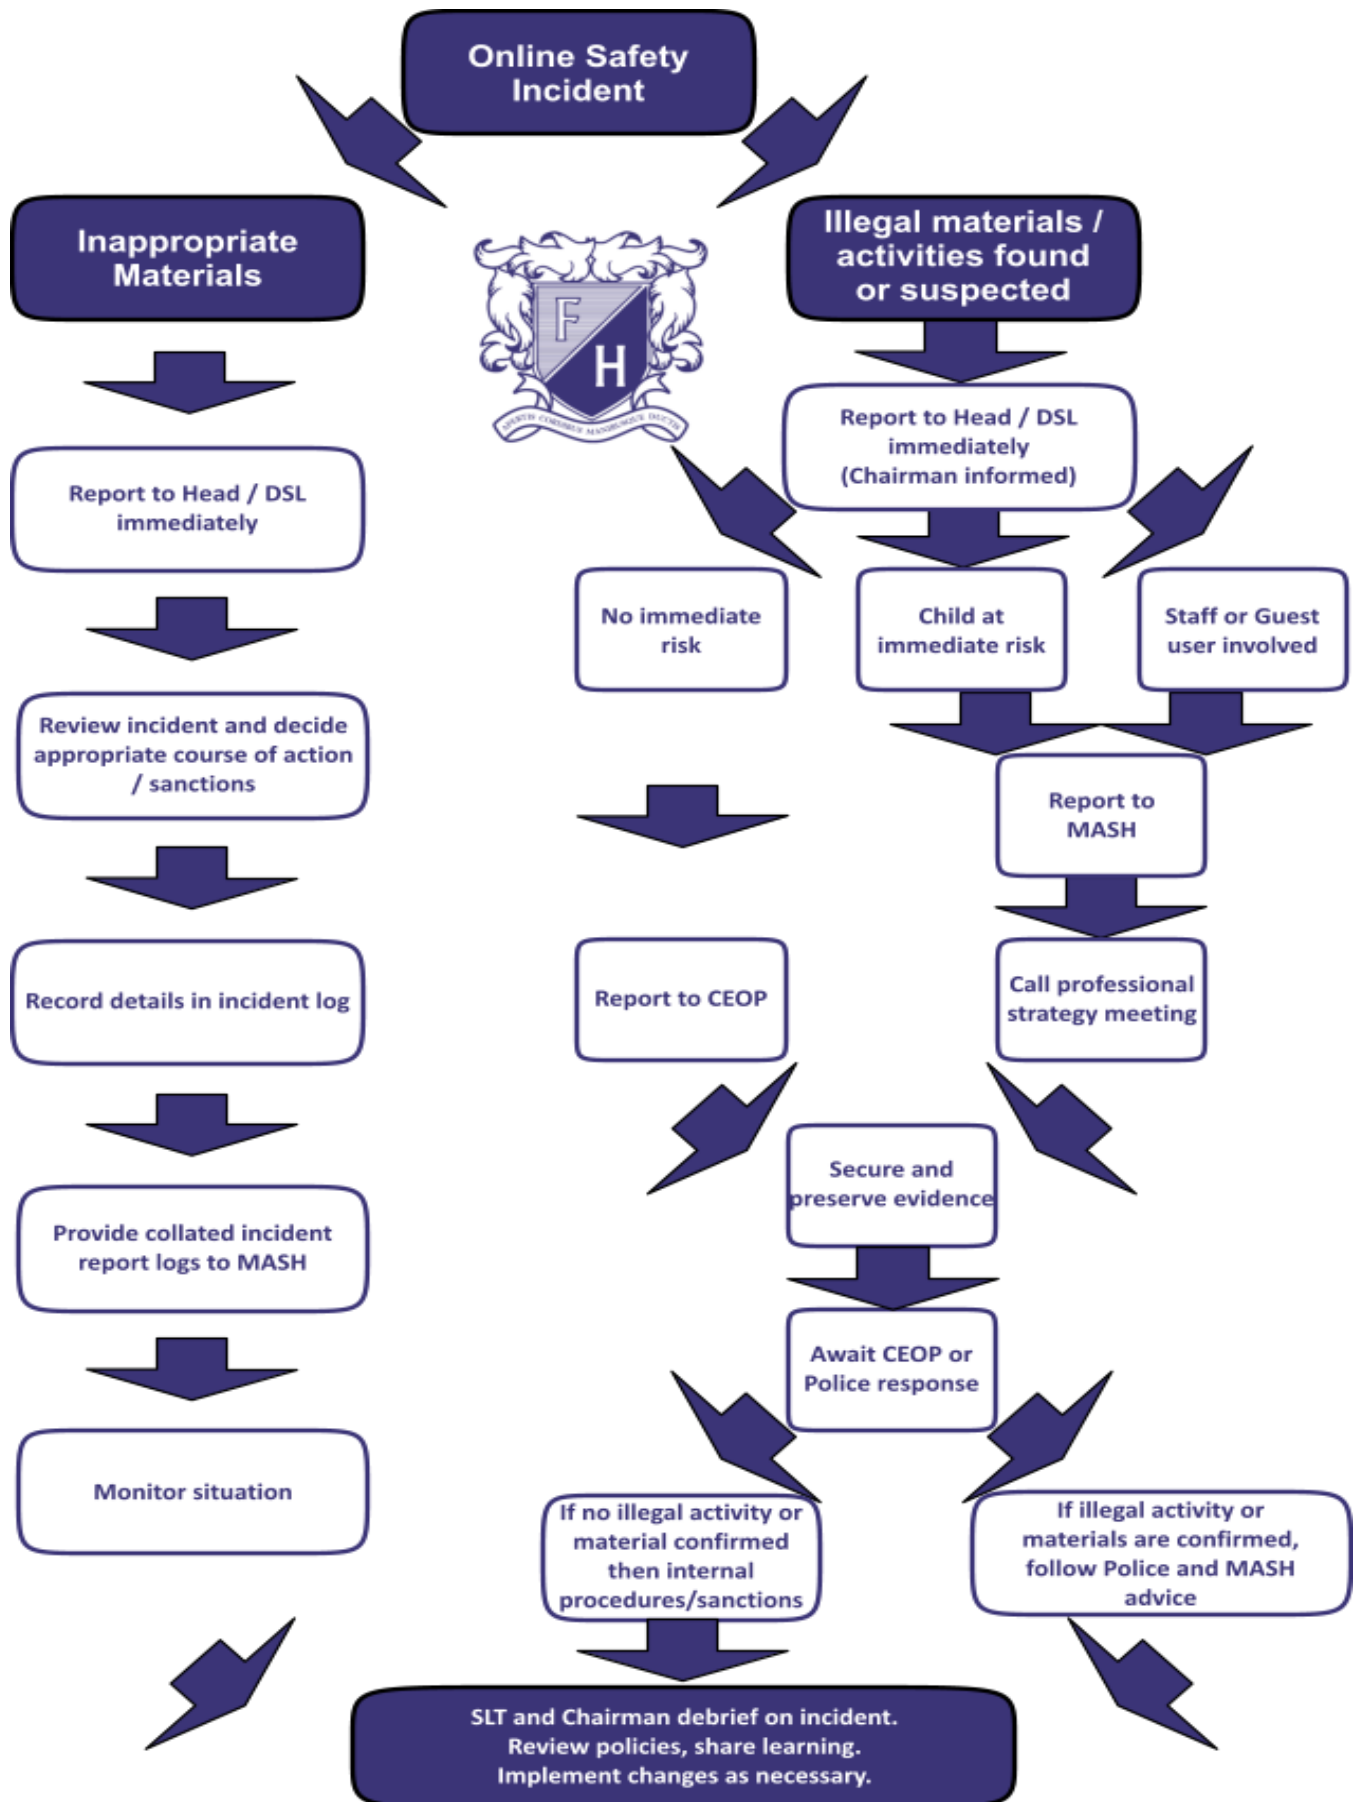 Online Safety
Incident
Inappropriate
Materials
Illegal materials /
activities found
or suspected
F
H
APERTIS CORDIBUS MANIBUSQUE DUCTIS
Report to Head / DSL
immediately
Report to Head / DSL
immediately
(Chairman informed)
No immediate
risk
Child at
immediate risk
Staff or Guest
user involved
Review incident and decide
appropriate course of action
/ sanctions
Report to
MASH
Record details in incident log
Report to CEOP
Call professional
strategy meeting
Secure and
preserve evidence
Provide collated incident
report logs to MASH
Await CEOP or
Police response
Monitor situation
If no illegal activity or
material confirmed
then internal
procedures/sanctions
If illegal activity or
materials are confirmed,
follow Police and MASH
advice
SLT and Chairman debrief on incident.
Review policies, share learning.
Implement changes as necessary.